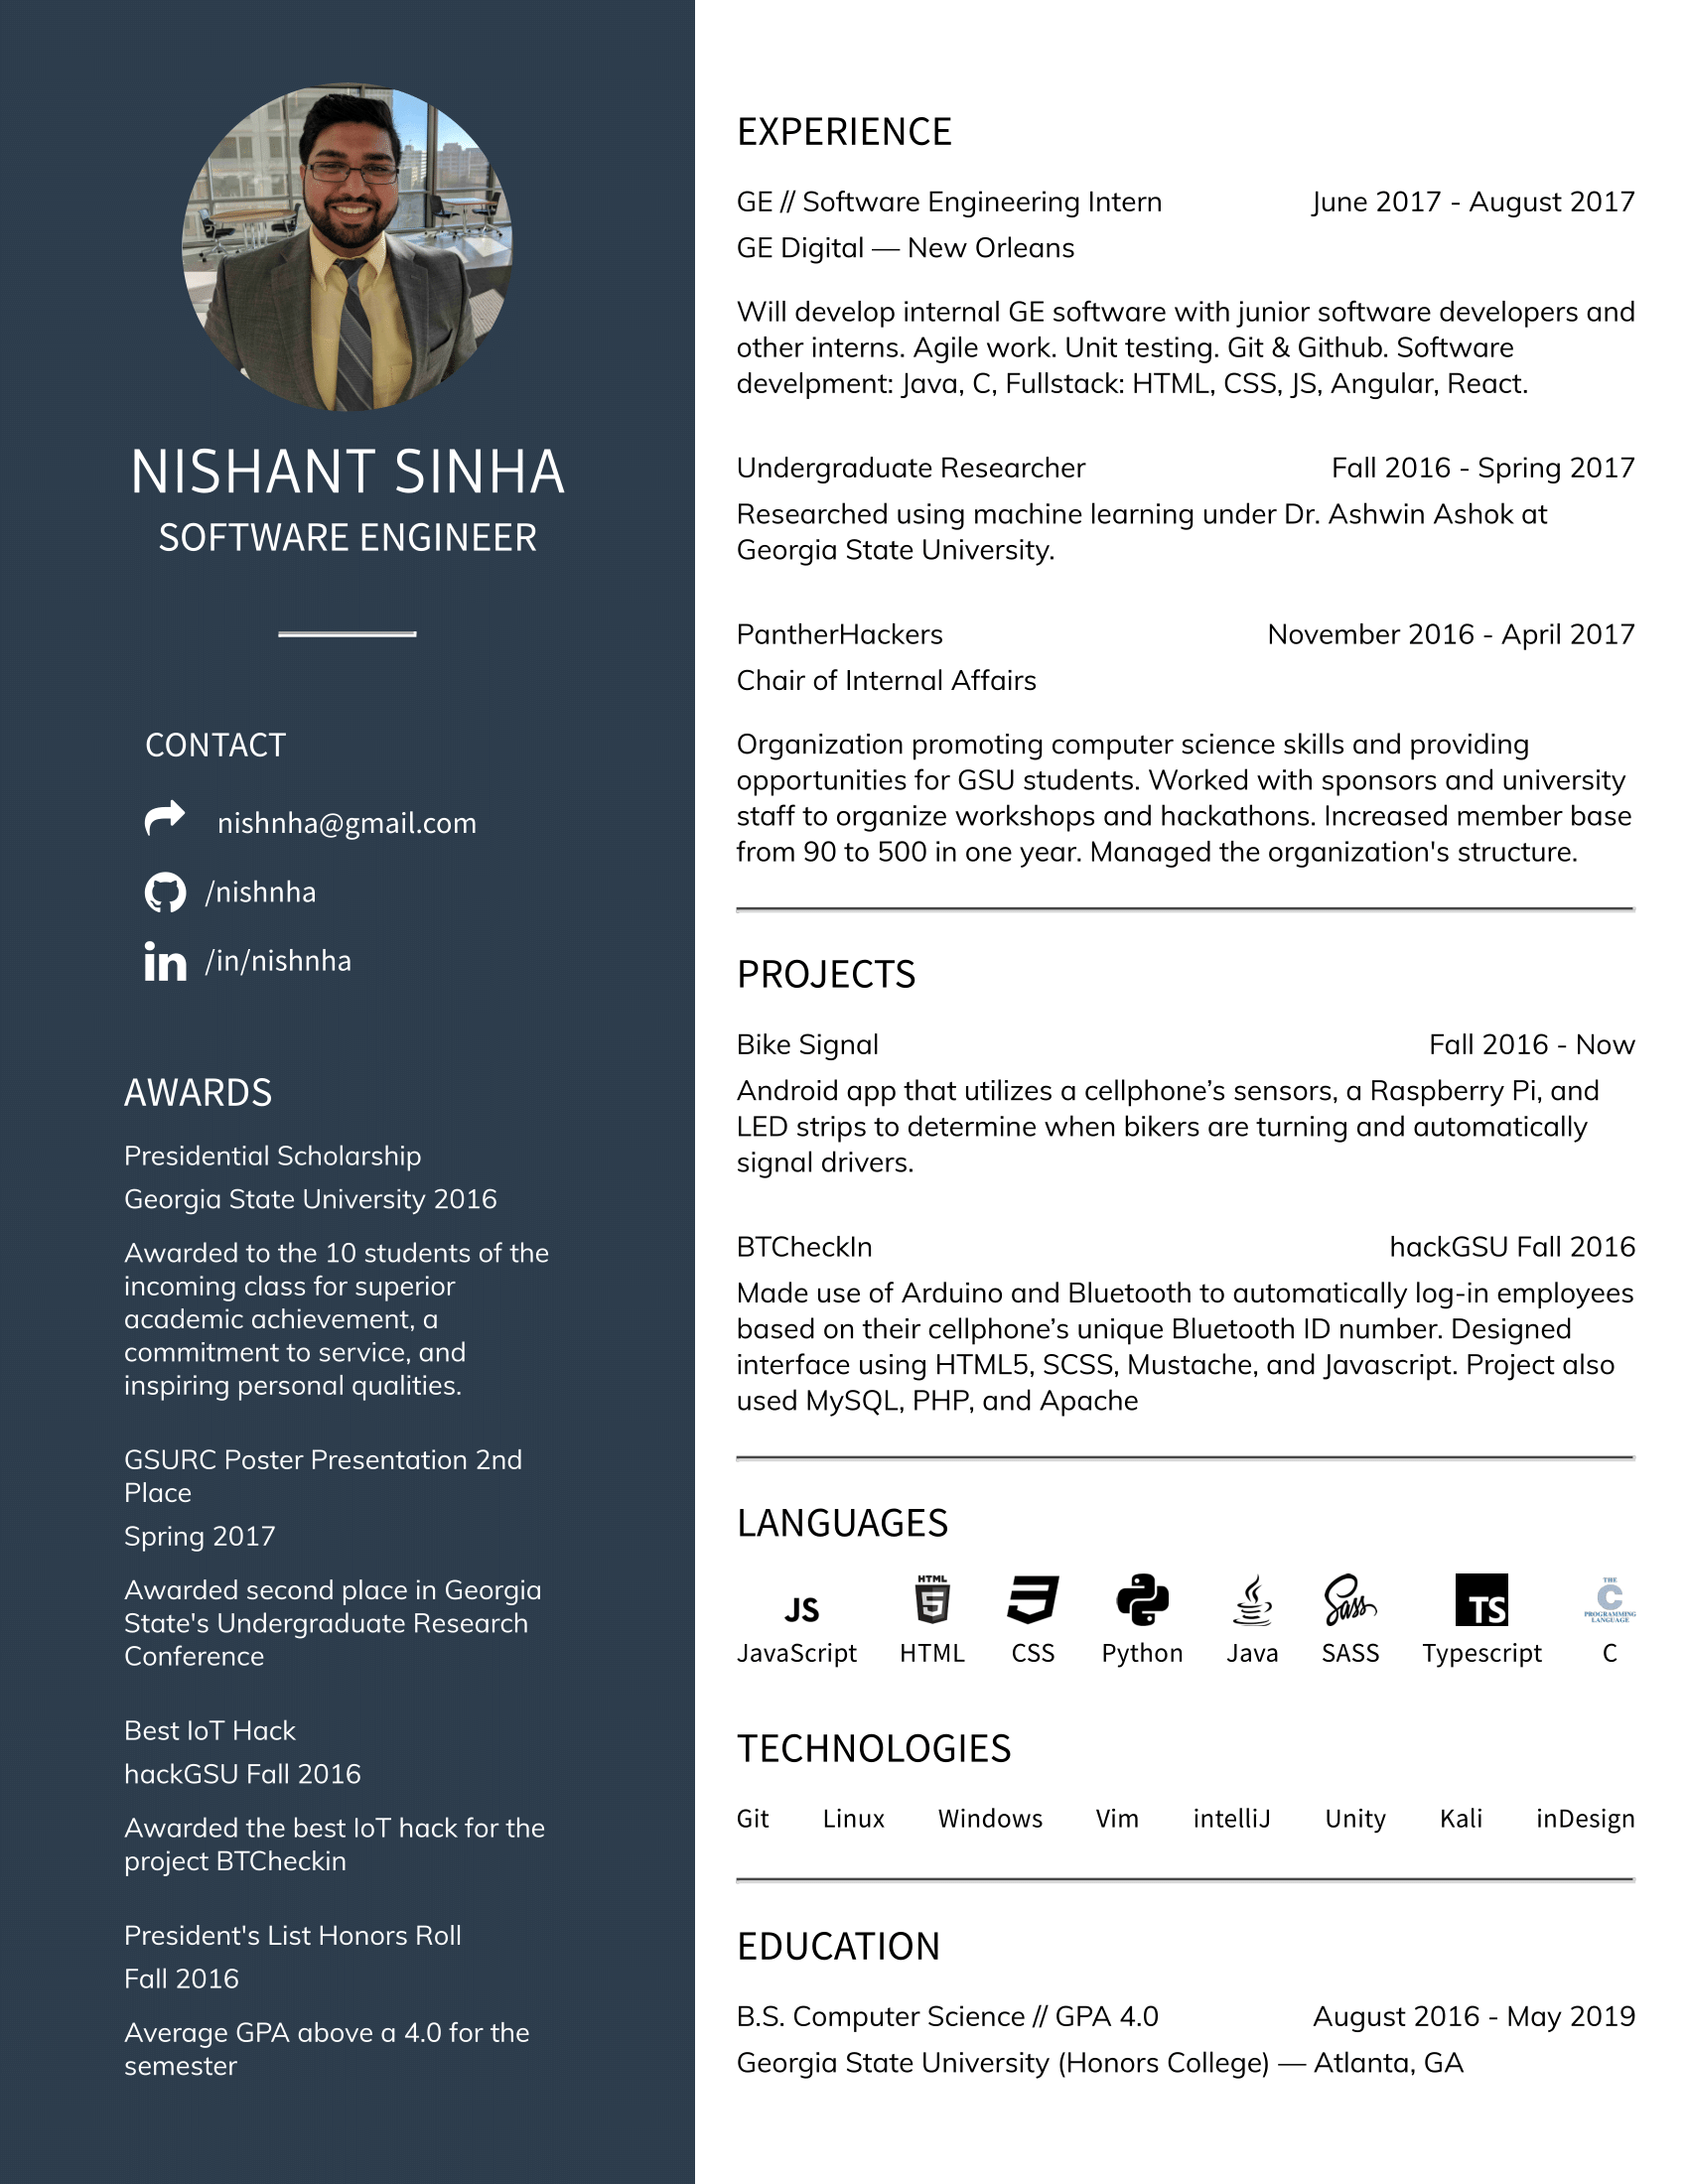 NISHANT SINHA
SOFTWARE ENGINEER
CONTACT
nishnha@gmail.com
/nishnha
in /in/nishnha
AWARDS
Presidential Scholarship
Georgia State University 2016
Awarded to the 10 students of the
incoming class for superior
academic achievement, a
commitment to service, and
inspiring personal qualities.
GSURC Poster Presentation 2nd
Place
Spring 2017
Awarded second place in Georgia
State's Undergraduate Research
Conference
Best IoT Hack
hackGSU Fall 2016
Awarded the best IoT hack for the
project BTCheckin
President's List Honors Roll
Fall 2016
Average GPA above a 4.0 for the
semester
EXPERIENCE
GE // Software Engineering Intern June 2017 - August 2017
GE Digital — New Orleans
Will develop internal GE software with junior software developers and
other interns. Agile work. Unit testing. Git & Github. Software
develpment: Java, C, Fullstack: HTML, CSS, JS, Angular, React.
Undergraduate Researcher Fall 2016 - Spring 2017
Researched using machine learning under Dr. Ashwin Ashok at
Georgia State University.
PantherHackers November 2016 - April 2017
Chair of Internal Affairs
Organization promoting computer science skills and providing
opportunities for GSU students. Worked with sponsors and university
staff to organize workshops and hackathons. Increased member base
from 90 to 500 in one year. Managed the organization's structure.
PROJECTS
Bike Signal Fall 2016 - Now
Android app that utilizes a cellphone’s sensors, a Raspberry Pi, and
LED strips to determine when bikers are turning and automatically
signal drivers.
BTCheckIn hackGSU Fall 2016
Made use of Arduino and Bluetooth to automatically log-in employees
based on their cellphone’s unique Bluetooth ID number. Designed
interface using HTML5, SCSS, Mustache, and Javascript. Project also
used MySQL, PHP, and Apache
LANGUAGES
JS HTML 5 3 Sass TS THE C PROGRAMMING LANGUAGE
JavaScript HTML CSS Python Java SASS Typescript C
TECHNOLOGIES
Git Linux Windows Vim intelliJ Unity Kali inDesign
EDUCATION
B.S. Computer Science // GPA 4.0 August 2016 - May 2019
Georgia State University (Honors College) — Atlanta, GA